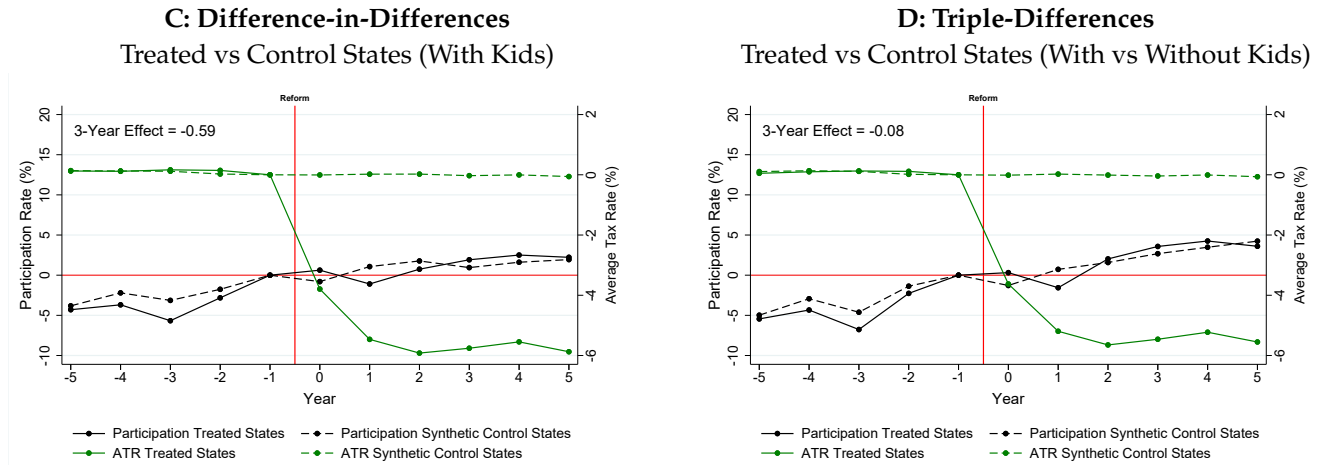 C: Difference-in-Differences
Treated vs Control States (With Kids)
Reform
3-Year Effect = -0.59
20
15
10
5
0
-5
-10
Participation Rate (%)
2
0
-2
-4
-6
Average Tax Rate (%)
-5 -4 -3 -2 -1 0 1 2 3 4 5
Year
Participation Treated States
Participation Synthetic Control States
ATR Treated States
ATR Synthetic Control States
D: Triple-Differences
Treated vs Control States (With vs Without Kids)
Reform
3-Year Effect = -0.08
20
15
10
5
0
-5
-10
Participation Rate (%)
2
0
-2
-4
-6
Average Tax Rate (%)
-5 -4 -3 -2 -1 0 1 2 3 4 5
Year
Participation Treated States
Participation Synthetic Control States
ATR Treated States
ATR Synthetic Control States